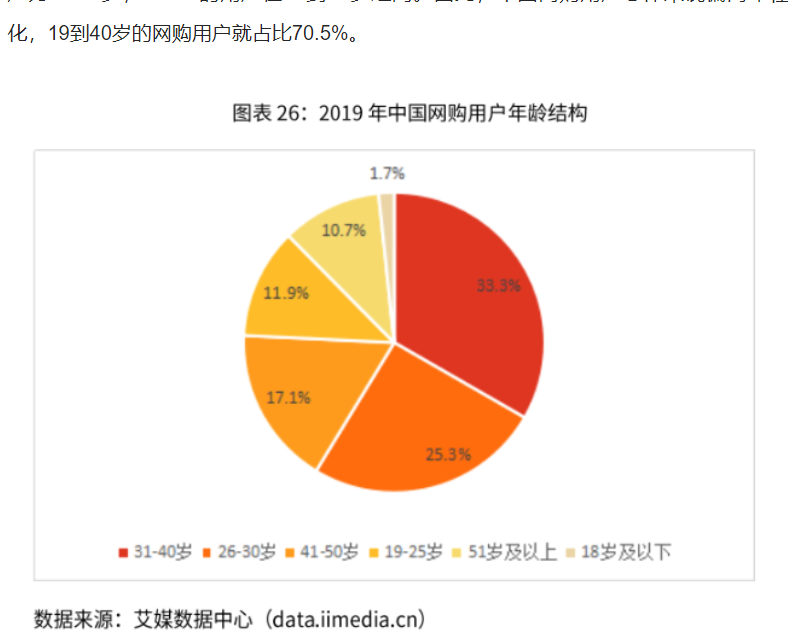 化，19到40岁的网购用户就占比70.5%。
图表 26：2019 年中国网购用户年龄结构
1.7%
10.7%
33.3%
11.9%
17.1%
25.3%
31-40岁 26-30岁 41-50岁 19-25岁 51岁及以上 18岁及以下
数据来源：艾媒数据中心（data.iimedia.cn）